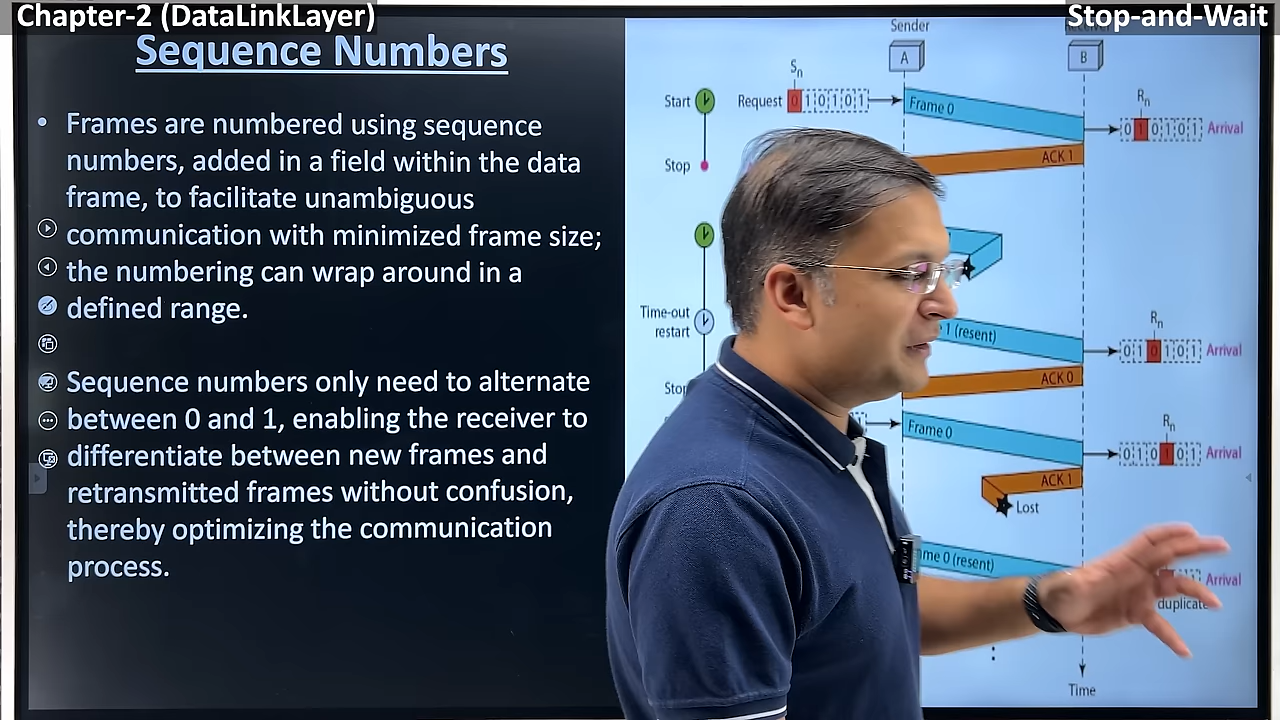 Chapter-2 (DataLinkLayer)
Stop-and-Wait
Sequence Numbers
• Frames are numbered using sequence
numbers, added in a field within the data
frame, to facilitate unambiguous
communication with minimized frame size;
the numbering can wrap around in a
defined range.
Sequence numbers only need to alternate
between 0 and 1, enabling the receiver to
differentiate between new frames and
retransmitted frames without confusion,
thereby optimizing the communication
process.
Sender
A
B
Sn
Start
Request
0 1 0 1 0 1
Frame 0
Rn
0 1 0 1 0 1
Arrival
Stop
ACK 1
Time-out
restart
1 (resent)
Rn
0 1 0 1 0 1
Arrival
ACK 0
Frame 0
Rn
0 1 0 1 0 1
Arrival
ACK 1
Lost
0 (resent)
Arrival
duplicate
Time